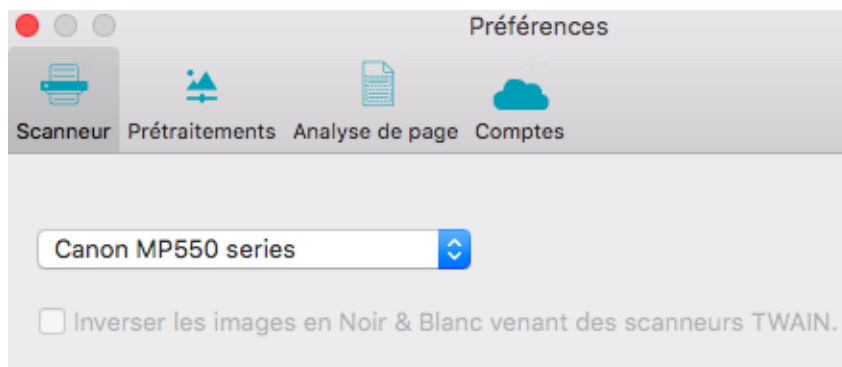 Préférences
Scanneur Prétraitements Analyse de page Comptes
Canon MP550 series
Inverser les images en Noir & Blanc venant des scanneurs TWAIN.